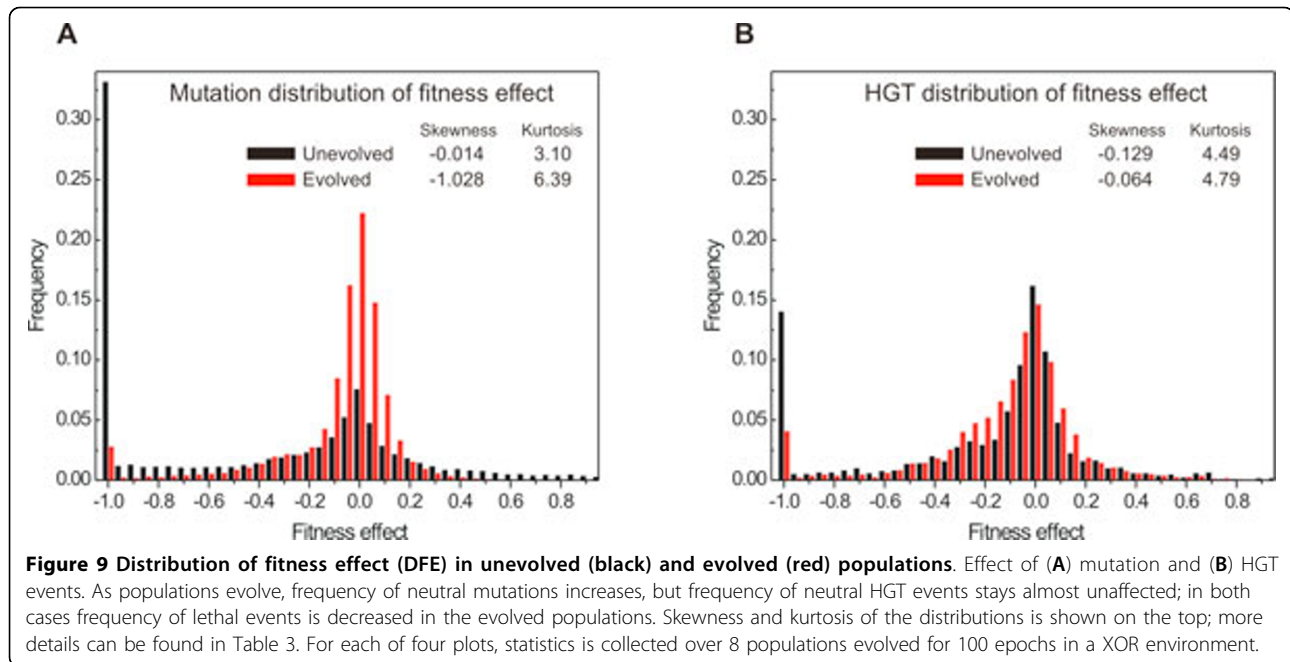 A
Mutation distribution of fitness effect
Skewness Kurtosis
Unevolved -0.014 3.10
Evolved -1.028 6.39
0.30
0.25
0.20
0.15
0.10
0.05
0.00
Frequency
-1.0 -0.8 -0.6 -0.4 -0.2 0.0 0.2 0.4 0.6 0.8
Fitness effect
B
HGT distribution of fitness effect
Skewness Kurtosis
Unevolved -0.129 4.49
Evolved -0.064 4.79
0.30
0.25
0.20
0.15
0.10
0.05
0.00
Frequency
-1.0 -0.8 -0.6 -0.4 -0.2 0.0 0.2 0.4 0.6 0.8
Fitness effect
Figure 9 Distribution of fitness effect (DFE) in unevolved (black) and evolved (red) populations. Effect of (A) mutation and (B) HGT
events. As populations evolve, frequency of neutral mutations increases, but frequency of neutral HGT events stays almost unaffected; in both
cases frequency of lethal events is decreased in the evolved populations. Skewness and kurtosis of the distributions is shown on the top; more
details can be found in Table 3. For each of four plots, statistics is collected over 8 populations evolved for 100 epochs in a XOR environment.